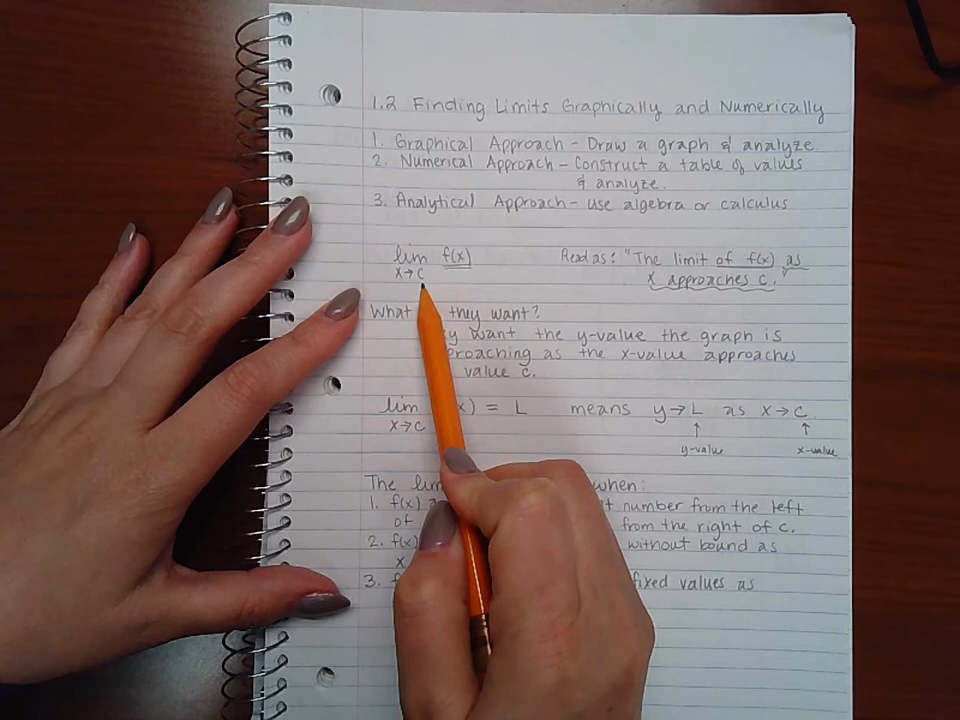 1.2 Finding Limits Graphically and Numerically
1. Graphical Approach - Draw a graph & analyze
2. Numerical Approach - Construct a table of values
& analyze.
3. Analytical Approach - use algebra or calculus
lim f(x) Read as: "The limit of f(x) as
x→c x approaches c."
What they want?
want the y-value the graph is
as the x-value approaches
value c.
lim = L means y→L as x→c
x→c ↑ ↑
y-value x-value
The when:
1. f(x) number from the left
of from the right of c.
2. f(x) without bound as
x
3. fixed values as